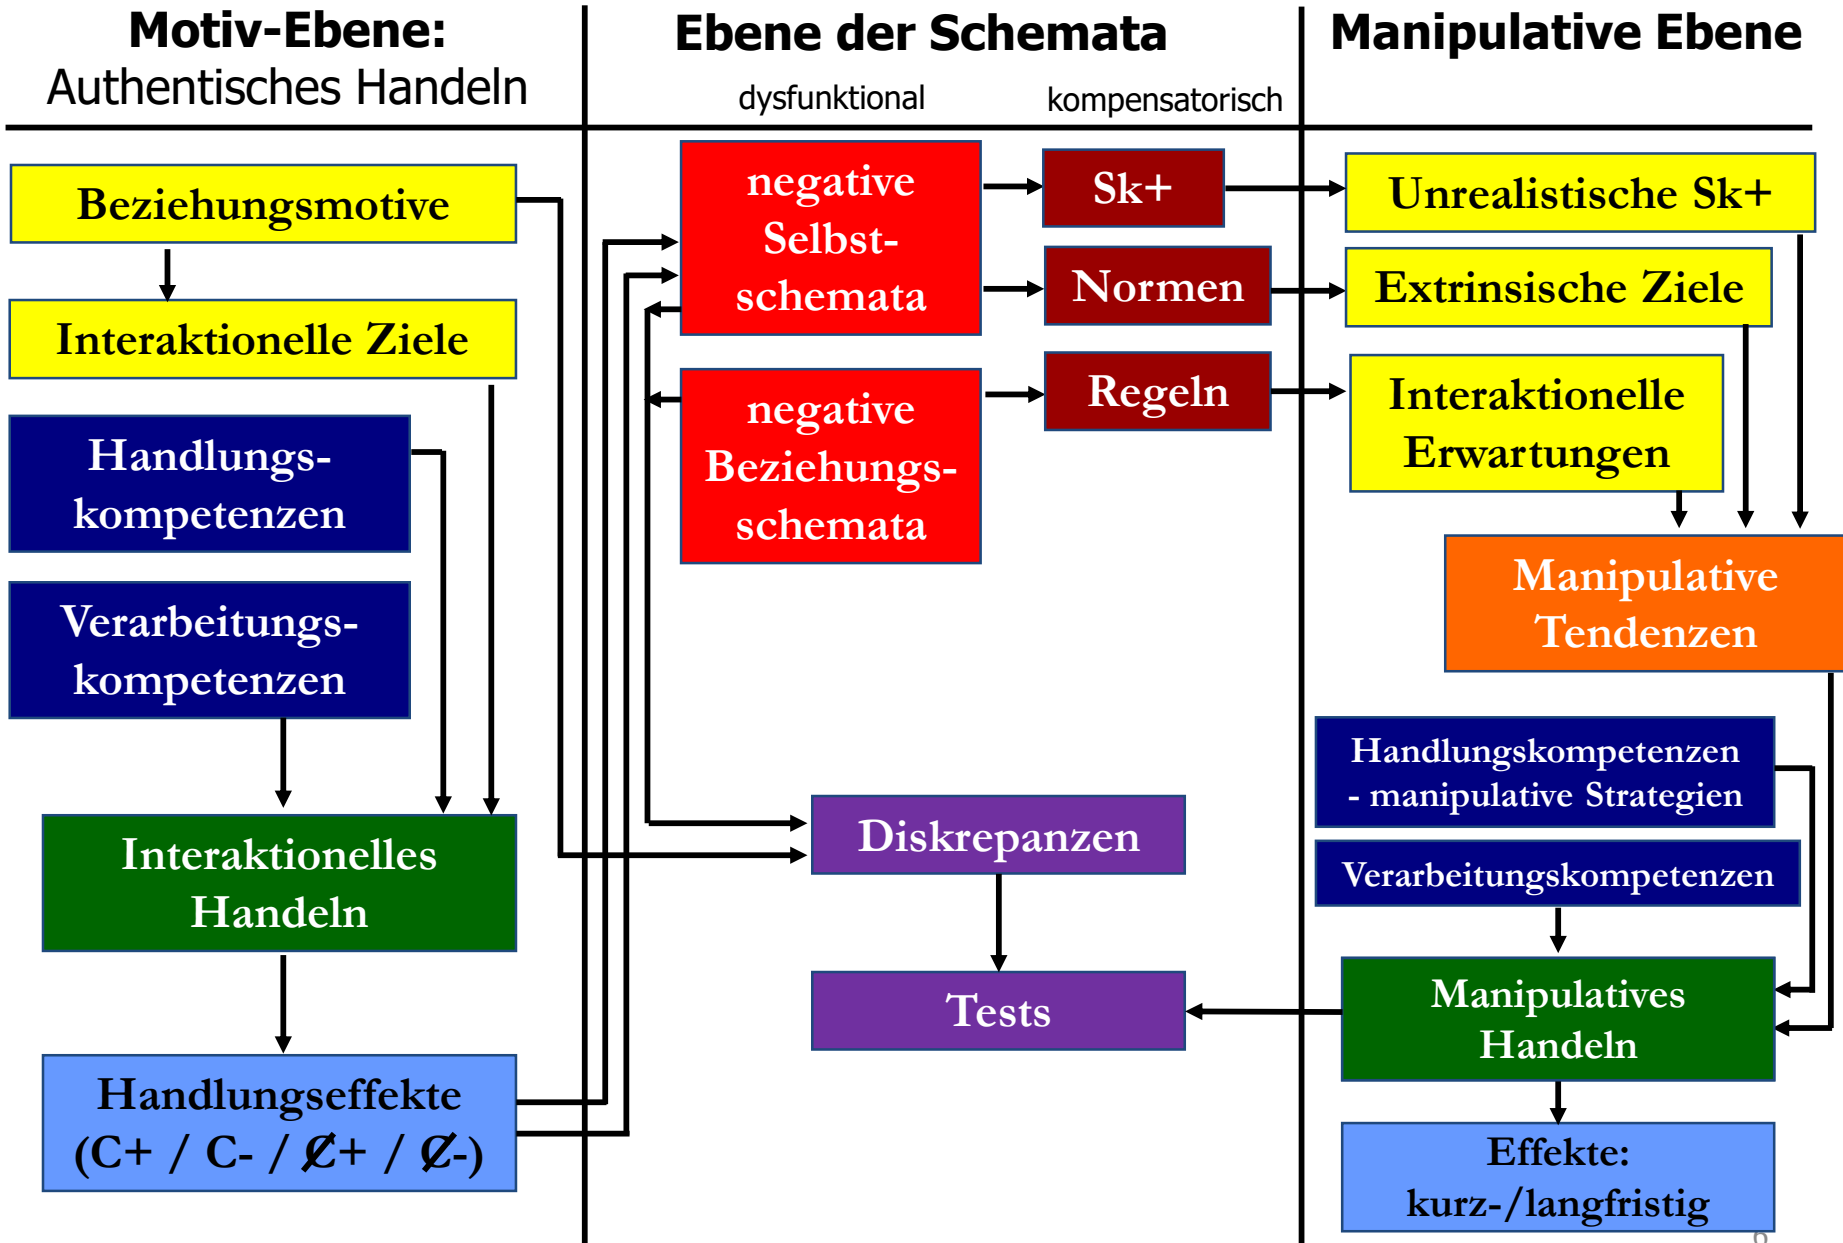 Motiv-Ebene:
Authentisches Handeln
Beziehungsmotive
Interaktionelle Ziele
Handlungs-
kompetenzen
Verarbeitungs-
kompetenzen
Interaktionelles
Handeln
Handlungseffekte
(C+ / C- / C̸+ / C̸-)
Ebene der Schemata
dysfunktional
kompensatorisch
negative
Selbst-
schemata
negative
Beziehungs-
schemata
Sk+
Normen
Regeln
Diskrepanzen
Tests
Manipulative Ebene
Unrealistische Sk+
Extrinsische Ziele
Interaktionelle
Erwartungen
Manipulative
Tendenzen
Handlungskompetenzen
- manipulative Strategien
Verarbeitungskompetenzen
Manipulatives
Handeln
Effekte:
kurz-/langfristig